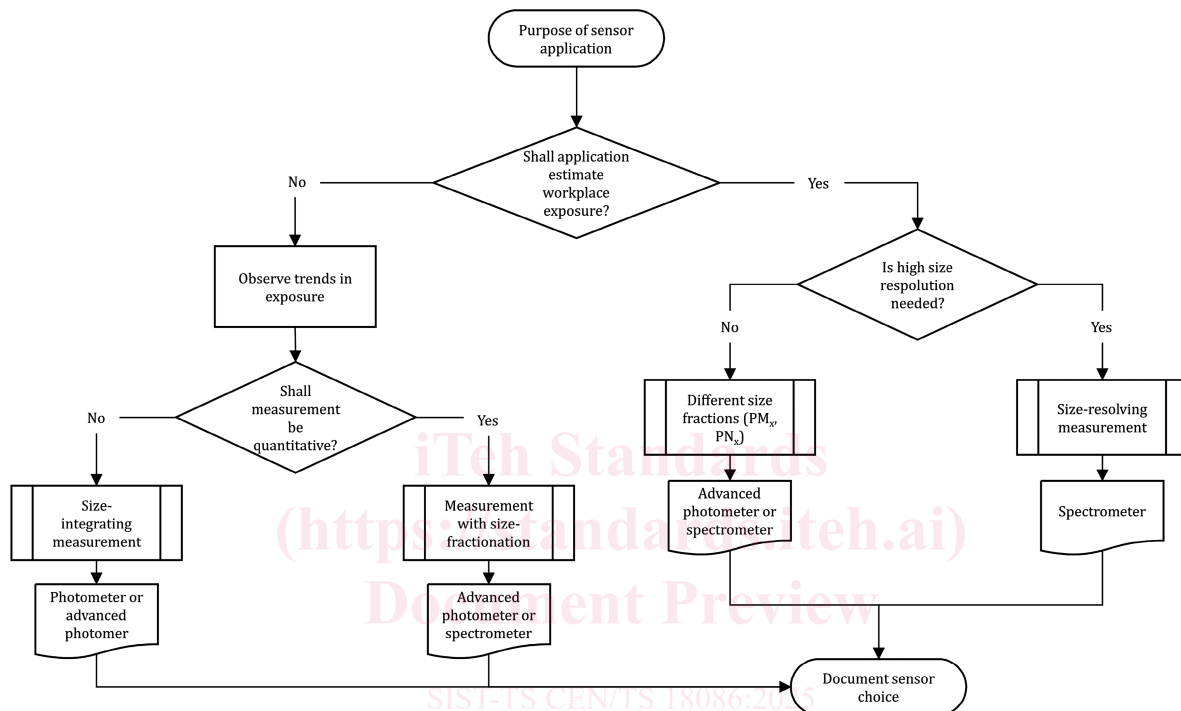 Purpose of sensor
application
Shall application
estimate
workplace
exposure?
No
Yes
Observe trends in
exposure
Is high size
respolution
needed?
No
Yes
Shall
measurement
be
quantitative?
No
Yes
Different size
fractions (PMx,
PNx)
Size-resolving
measurement
Size-
integrating
measurement
Measurement
with size-
fractionation
Advanced
photometer or
spectrometer
Spectrometer
Photometer or
advanced
photomer
Advanced
photometer or
spectrometer
Document sensor
choice
iTeh Standards
(https://standards.iteh.ai)
Document Preview
SIST-TS CEN/TS 18086:2025